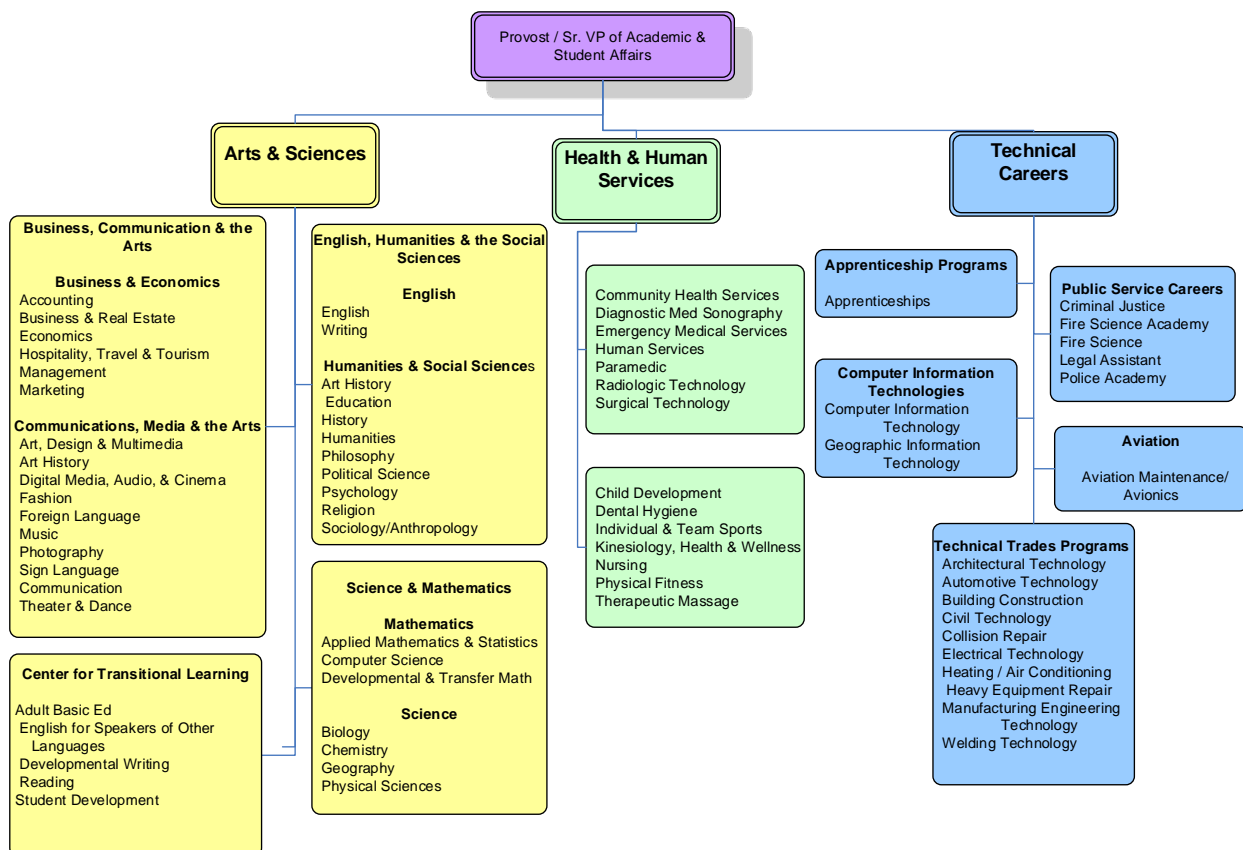 Provost / Sr. VP of Academic &
Student Affairs
Arts & Sciences
Health & Human
Services
Technical
Careers
Business, Communication & the
Arts
Business & Economics
Accounting
Business & Real Estate
Economics
Hospitality, Travel & Tourism
Management
Marketing
Communications, Media & the Arts
Art, Design & Multimedia
Art History
Digital Media, Audio, & Cinema
Fashion
Foreign Language
Music
Photography
Sign Language
Communication
Theater & Dance
Center for Transitional Learning
Adult Basic Ed
English for Speakers of Other
Languages
Developmental Writing
Reading
Student Development
English, Humanities & the Social
Sciences
English
English
Writing
Humanities & Social Sciences
Art History
Education
History
Humanities
Philosophy
Political Science
Psychology
Religion
Sociology/Anthropology
Science & Mathematics
Mathematics
Applied Mathematics & Statistics
Computer Science
Developmental & Transfer Math
Science
Biology
Chemistry
Geography
Physical Sciences
Community Health Services
Diagnostic Med Sonography
Emergency Medical Services
Human Services
Paramedic
Radiologic Technology
Surgical Technology
Child Development
Dental Hygiene
Individual & Team Sports
Kinesiology, Health & Wellness
Nursing
Physical Fitness
Therapeutic Massage
Apprenticeship Programs
Apprenticeships
Computer Information
Technologies
Computer Information
Technology
Geographic Information
Technology
Public Service Careers
Criminal Justice
Fire Science Academy
Fire Science
Legal Assistant
Police Academy
Aviation
Aviation Maintenance/
Avionics
Technical Trades Programs
Architectural Technology
Automotive Technology
Building Construction
Civil Technology
Collision Repair
Electrical Technology
Heating / Air Conditioning
Heavy Equipment Repair
Manufacturing Engineering
Technology
Welding Technology